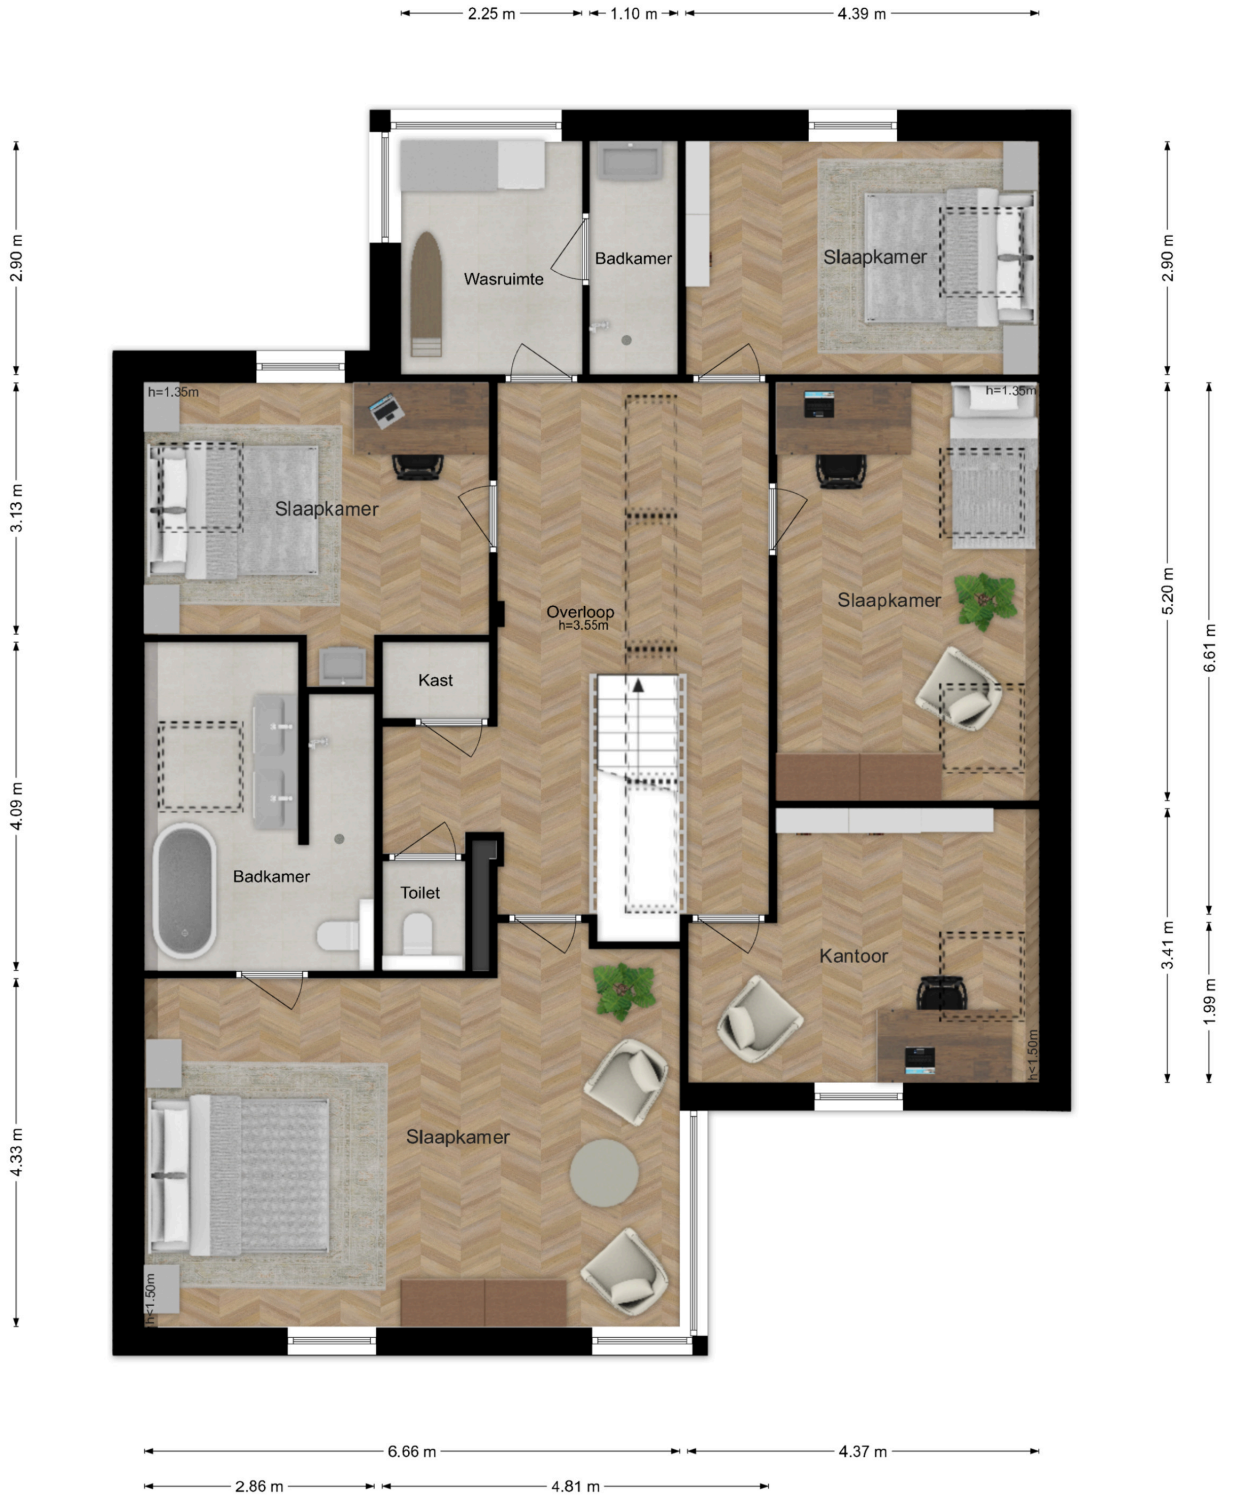 2.25 m
1.10 m
4.39 m
2.90 m
2.90 m
Slaapkamer
Badkamer
Wasruimte
h=1.35m
h=1.35m
3.13 m
Slaapkamer
5.20 m
Slaapkamer
Overloop
h=3.55m
6.61 m
Kast
4.09 m
Badkamer
Toilet
3.41 m
Kantoor
1.99 m
h<1.50m
4.33 m
Slaapkamer
h<1.50m
6.66 m
4.37 m
2.86 m
4.81 m